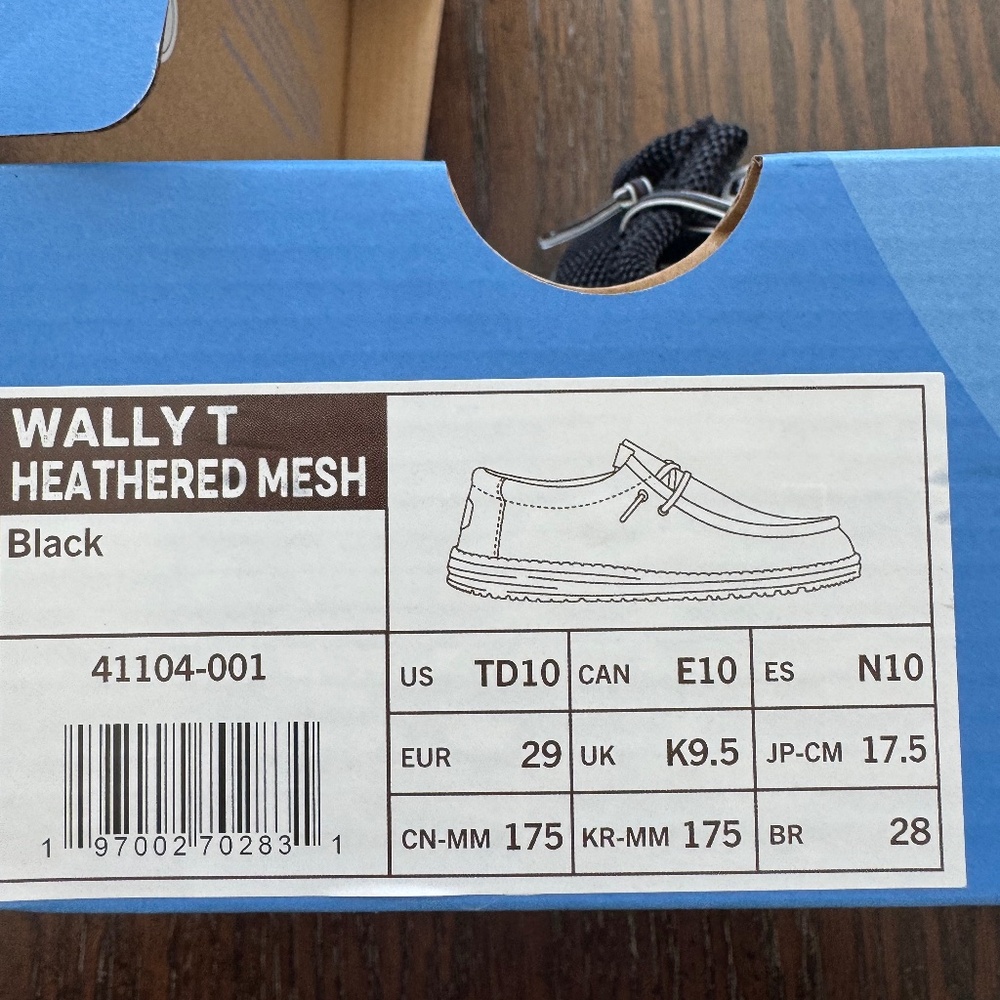 WALLY T
HEATHERED MESH
Black
41104-001
1 97002 70283 1
US TD10 CAN E10 ES N10
EUR 29 UK K9.5 JP-CM 17.5
CN-MM 175 KR-MM 175 BR 28